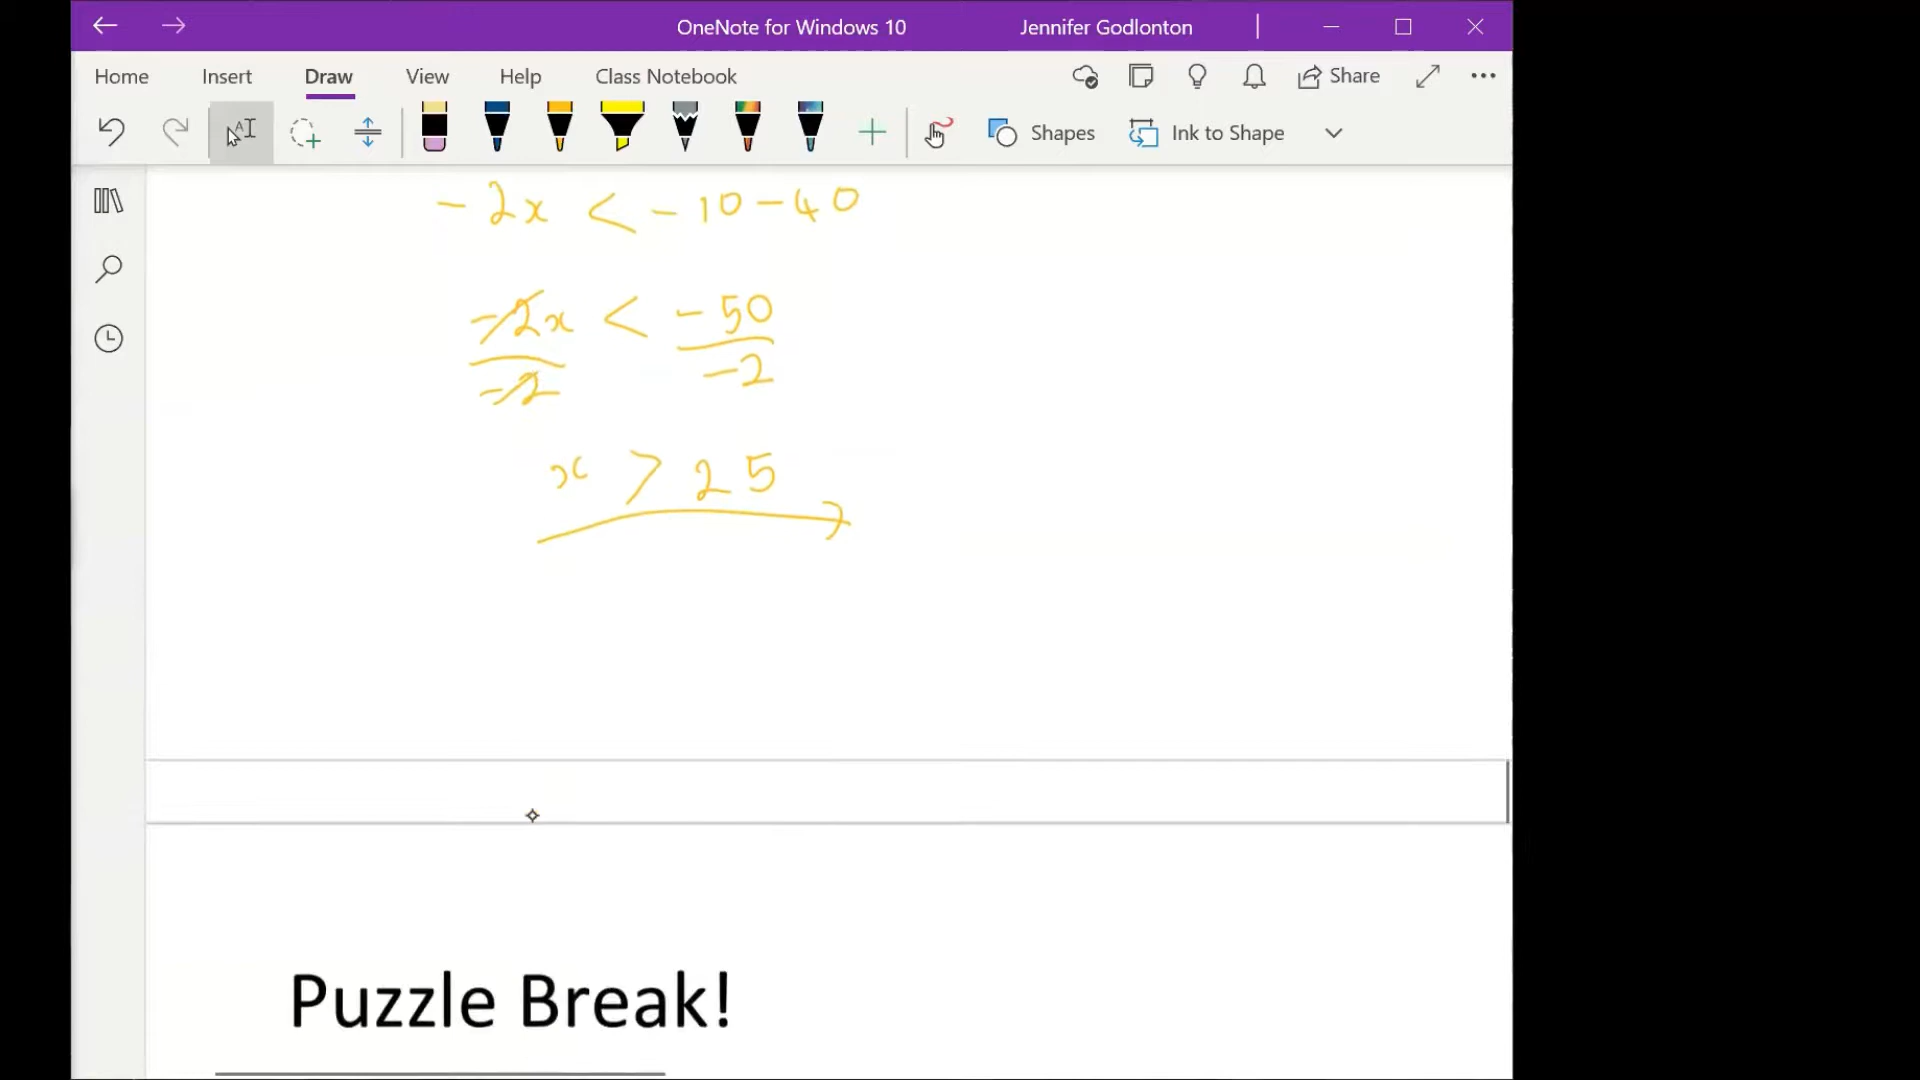 OneNote for Windows 10 Jennifer Godlonton
Home Insert Draw View Help Class Notebook Share
Shapes Ink to Shape
-2x < -10-40
-2x < -50
-2 -2
x > 25
Puzzle Break!